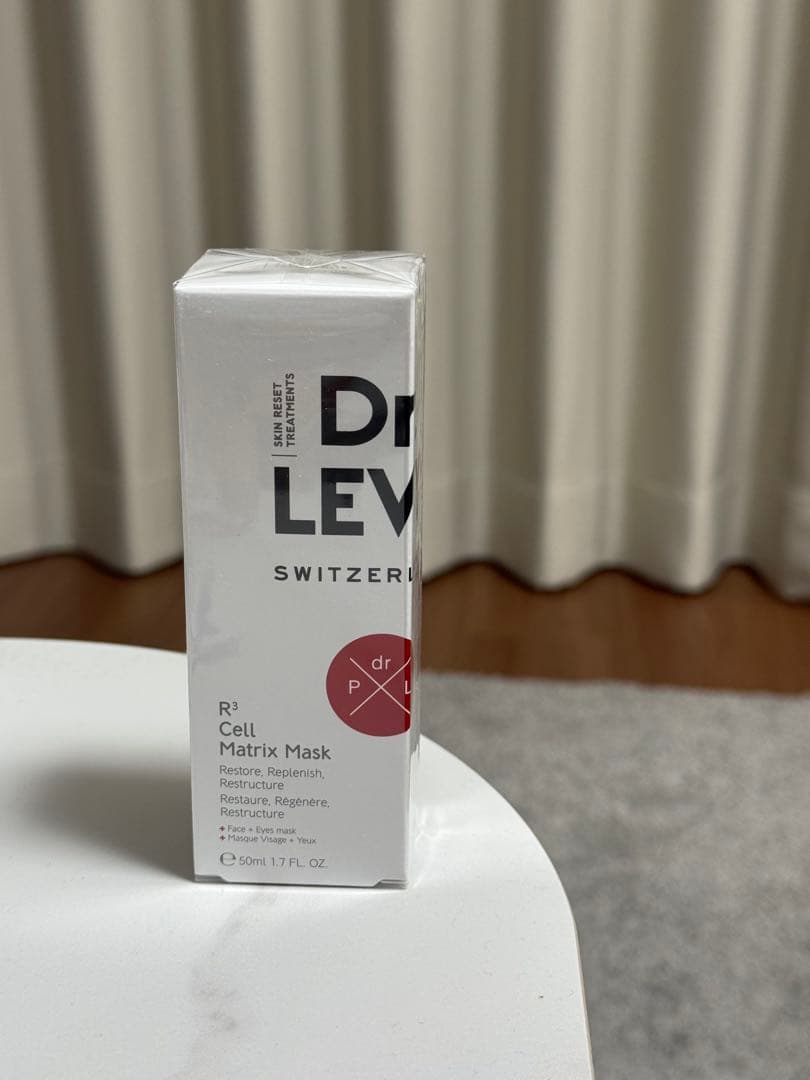 SKIN RESET
TREATMENTS
Dr
LEV
SWITZERL
dr
P L
R³
Cell
Matrix Mask
Restore, Replenish,
Restructure
Restaure, Régénère,
Restructure
+ Face + Eyes mask
+ Masque Visage + Yeux
℮ 50ml 1.7 FL. OZ.